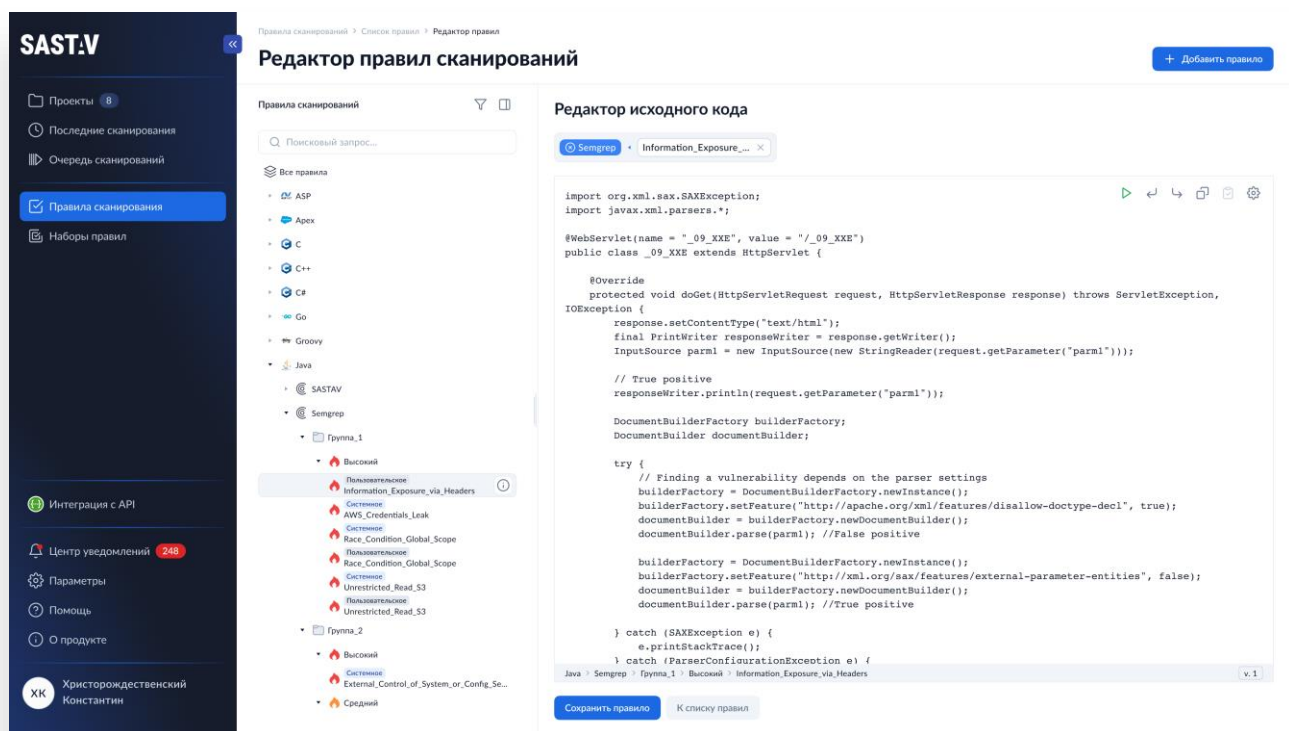 SAST:V
«
Проекты 8
Последние сканирования
Очередь сканирований
Правила сканирования
Наборы правил
Интеграция с API
Центр уведомлений 248
Параметры
Помощь
О продукте
ХК
Христорождественский
Константин
Правила сканирований > Список правил > Редактор правил
Редактор правил сканирований
+ Добавить правило
Правила сканирований
Поисковый запрос...
Все правила
ASP
Apex
C
C++
C#
Go
Groovy
Java
SASTAV
Semgrep
Группа_1
Высокий
Пользовательское
Information_Exposure_via_Headers
Системное
AWS_Credentials_Leak
Системное
Race_Condition_Global_Scope
Пользовательское
Race_Condition_Global_Scope
Системное
Unrestricted_Read_S3
Пользовательское
Unrestricted_Read_S3
Группа_2
Высокий
Системное
External_Control_of_System_or_Config_Se...
Средний
Редактор исходного кода
Semgrep
Information_Exposure_... ×
import org.xml.sax.SAXException;
import javax.xml.parsers.*;
@WebServlet(name = "_09_XXE", value = "/_09_XXE")
public class _09_XXE extends HttpServlet {
@Override
protected void doGet(HttpServletRequest request, HttpServletResponse response) throws ServletException,
IOException {
response.setContentType("text/html");
final PrintWriter responseWriter = response.getWriter();
InputSource parm1 = new InputSource(new StringReader(request.getParameter("parm1")));
// True positive
responseWriter.println(request.getParameter("parm1"));
DocumentBuilderFactory builderFactory;
DocumentBuilder documentBuilder;
try {
// Finding a vulnerability depends on the parser settings
builderFactory = DocumentBuilderFactory.newInstance();
builderFactory.setFeature("http://apache.org/xml/features/disallow-doctype-decl", true);
documentBuilder = builderFactory.newDocumentBuilder();
documentBuilder.parse(parm1); //False positive
builderFactory = DocumentBuilderFactory.newInstance();
builderFactory.setFeature("http://xml.org/sax/features/external-parameter-entities", false);
documentBuilder = builderFactory.newDocumentBuilder();
documentBuilder.parse(parm1); //True positive
} catch (SAXException e) {
e.printStackTrace();
} catch (ParserConfigurationException e) {
Java > Semgrep > Группа_1 > Высокий > Information_Exposure_via_Headers
v. 1
Сохранить правило
К списку правил